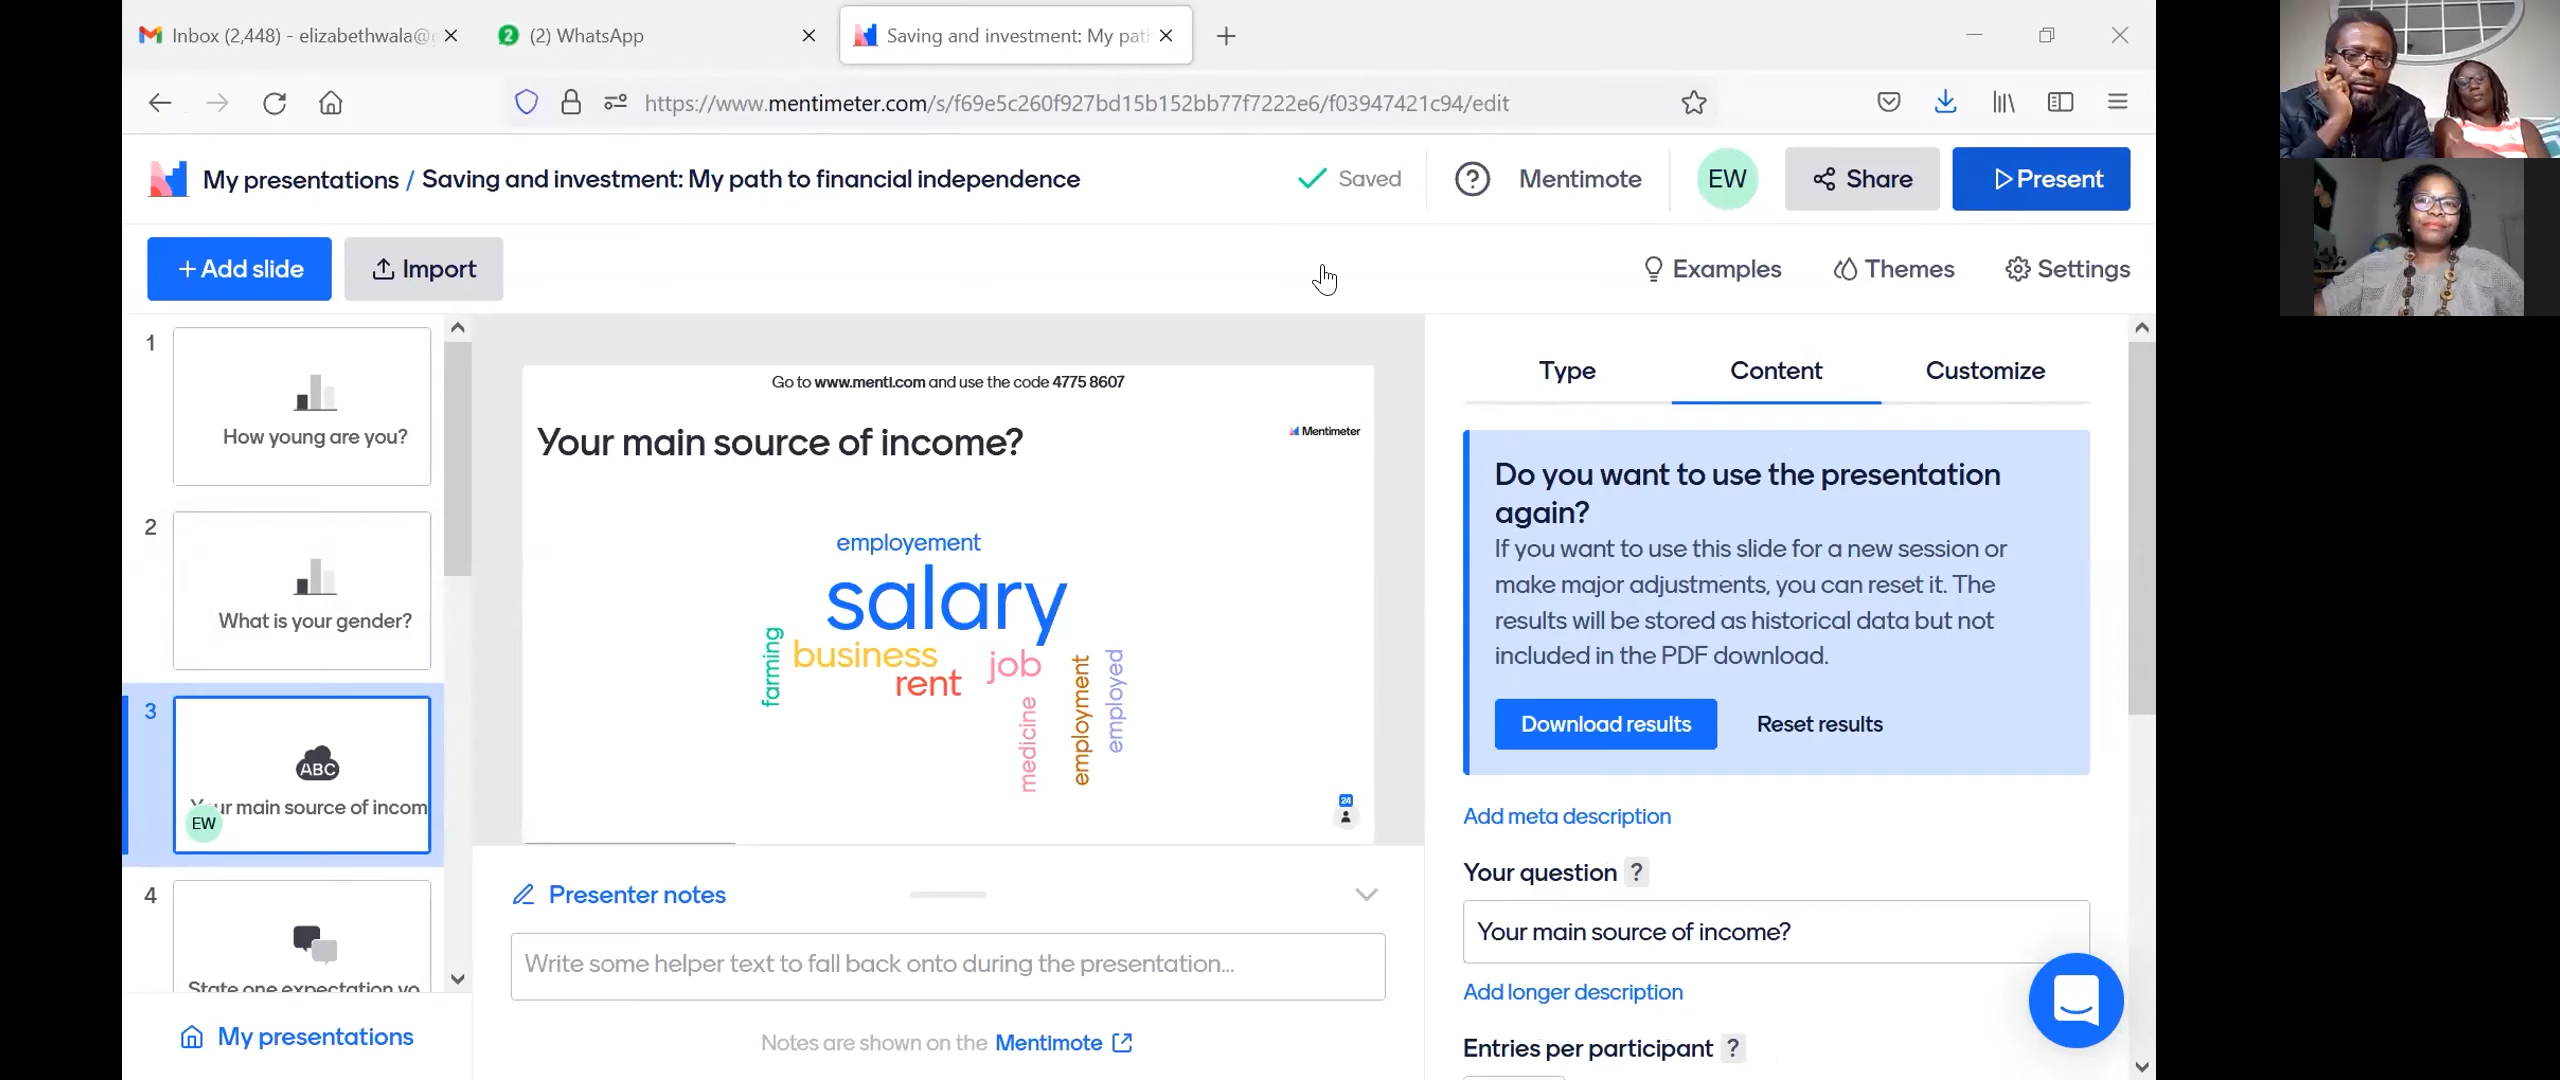 Inbox (2,448) - elizabethwala@g
2 (2) WhatsApp
Saving and investment: My pat
https://www.mentimeter.com/s/f69e5c260f927bd15b152bb77f7222e6/f03947421c94/edit
My presentations / Saving and investment: My path to financial independence
Saved
Mentimote
EW
Share
Present
+ Add slide
Import
Examples
Themes
Settings
1
How young are you?
2
What is your gender?
3
ABC
Your main source of incom
EW
4
State one expectation yo
My presentations
Go to www.menti.com and use the code 4775 8607
Your main source of income?
Mentimeter
employement
salary
farming
business
rent
job
medicine
employment
employed
24
Presenter notes
Write some helper text to fall back onto during the presentation...
Notes are shown on the Mentimote
Type
Content
Customize
Do you want to use the presentation
again?
If you want to use this slide for a new session or
make major adjustments, you can reset it. The
results will be stored as historical data but not
included in the PDF download.
Download results
Reset results
Add meta description
Your question ?
Your main source of income?
Add longer description
Entries per participant ?